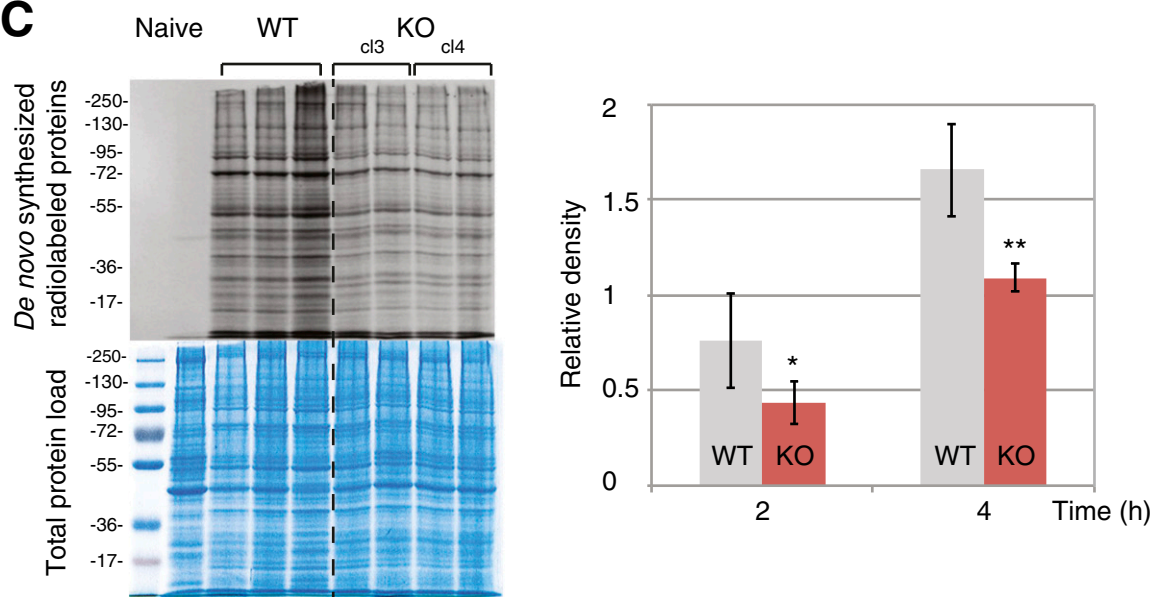 C
Naive WT KO
cl3 cl4
De novo synthesized
radiolabeled proteins
-250-
-130-
-95-
-72-
-55-
-36-
-17-
Total protein load
-250-
-130-
-95-
-72-
-55-
-36-
-17-
Relative density
2
1.5
1
0.5
0
*
**
WT KO WT KO
2 4 Time (h)